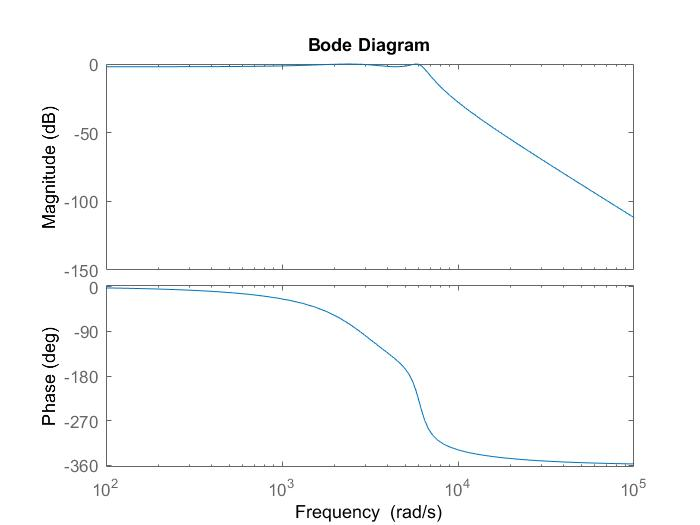 Bode Diagram
Magnitude (dB)
0
-50
-100
-150
Phase (deg)
0
-90
-180
-270
-360
10^2 10^3 10^4 10^5
Frequency (rad/s)